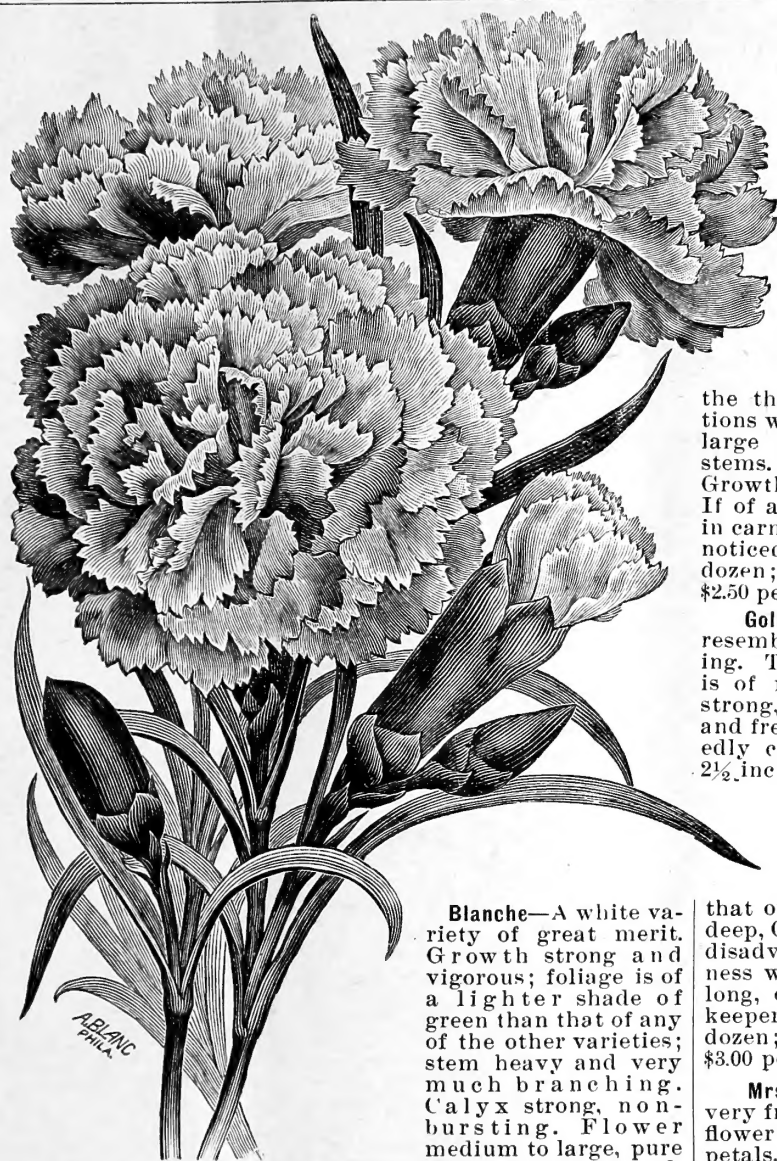 A.BLANC
PHILA.
Blanche—A white va-
riety of great merit.
Growth strong and
vigorous; foliage is of
a lighter shade of
green than that of any
of the other varieties;
stem heavy and very
much branching.
Calyx strong, non-
bursting. Flower
medium to large, pure
the th
tions w
large
stems.
Growth
If of a
in carn
noticed
dozen;
$2.50 pe
Gol
resemb
ing. T
is of
strong,
and fre
edly c
2½ inc
that o
deep, C
disadv
ness w
long,
keeper
dozen;
$3.00 pe
Mrs
very fr
flower
petals.